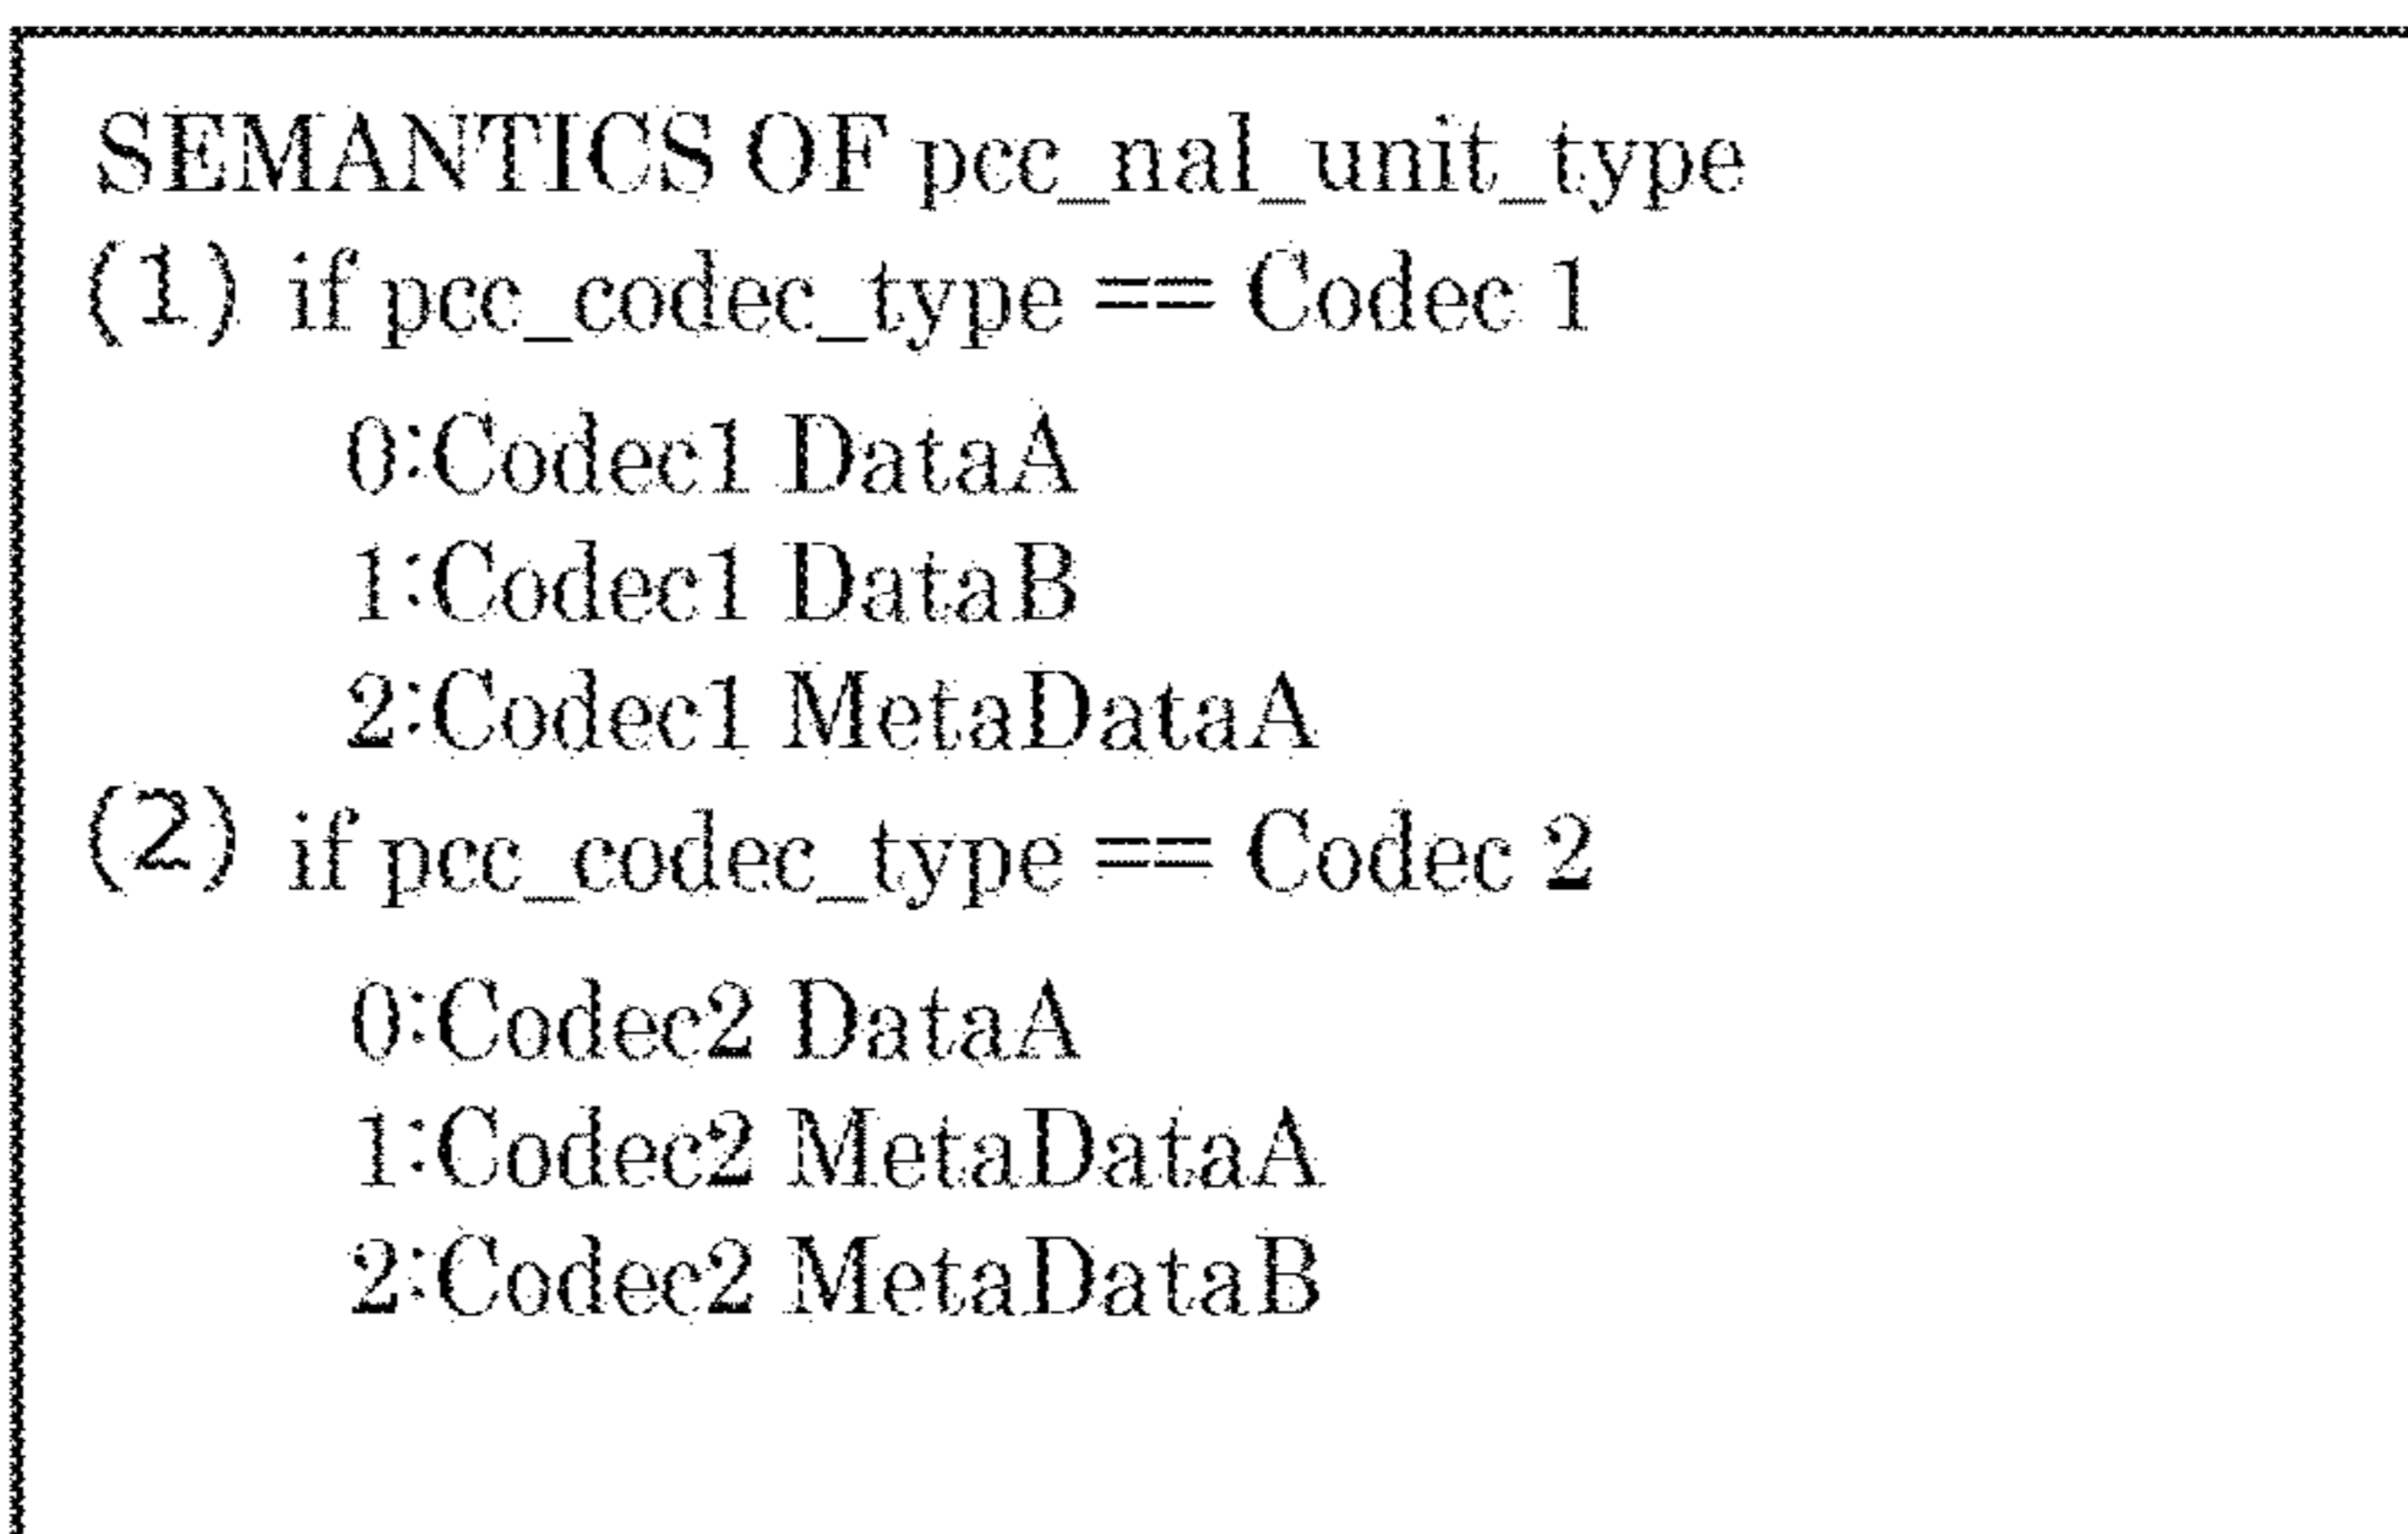 SEMANTICS OF pcc_nal_unit_type
(1) if pcc_codec_type == Codec 1
0:Codec1 DataA
1:Codec1 DataB
2:Codec1 MetaDataA
(2) if pcc_codec_type == Codec 2
0:Codec2 DataA
1:Codec2 MetaDataA
2:Codec2 MetaDataB